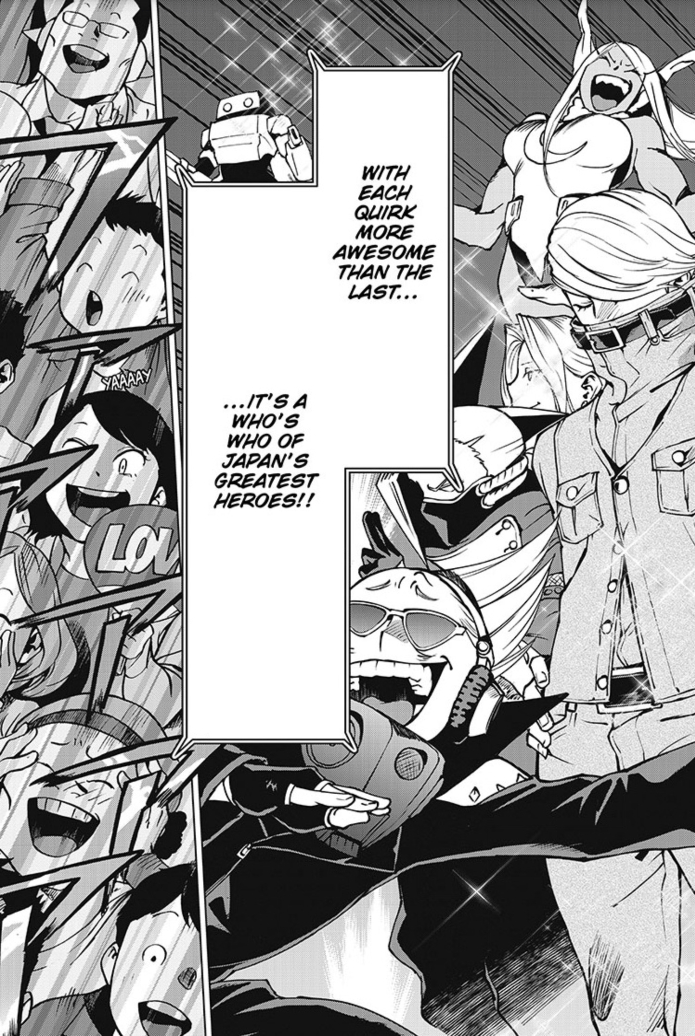 WITH
EACH
QUIRK
MORE
AWESOME
THAN THE
LAST...
...IT'S A
WHO'S
WHO OF
JAPAN'S
GREATEST
HEROES!!
YAAAAY
LOV